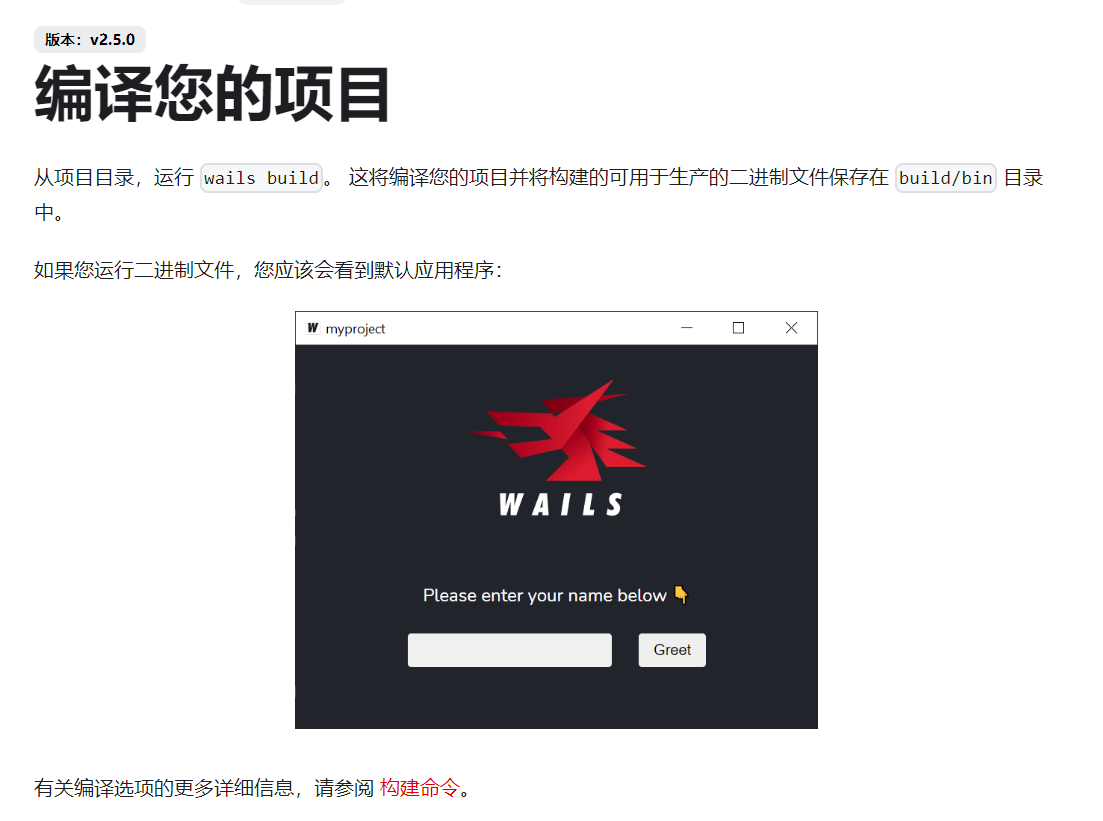 版本：v2.5.0
编译您的项目
从项目目录，运行 wails build。 这将编译您的项目并将构建的可用于生产的二进制文件保存在 build/bin 目录
中。
如果您运行二进制文件，您应该会看到默认应用程序：
W myproject
WAILS
Please enter your name below 👇
Greet
有关编译选项的更多详细信息，请参阅 构建命令。